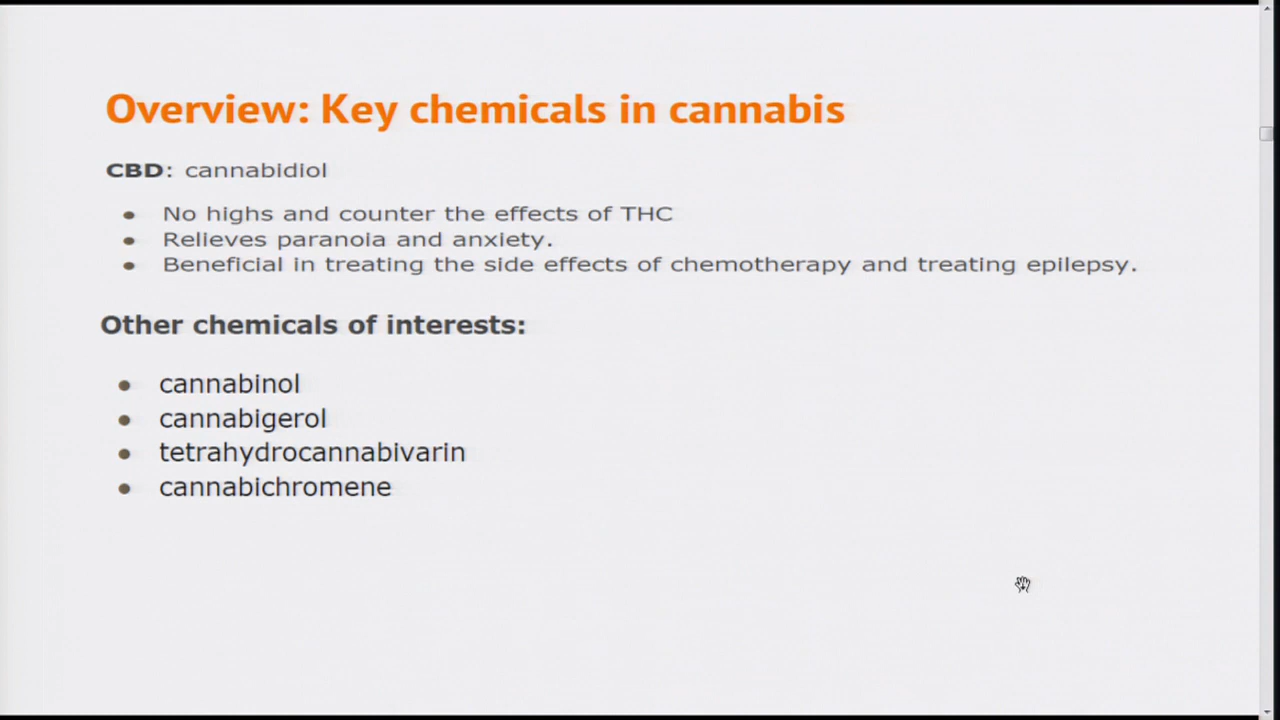 Overview: Key chemicals in cannabis
CBD: cannabidiol
• No highs and counter the effects of THC
• Relieves paranoia and anxiety.
• Beneficial in treating the side effects of chemotherapy and treating epilepsy.
Other chemicals of interests:
• cannabinol
• cannabigerol
• tetrahydrocannabivarin
• cannabichromene